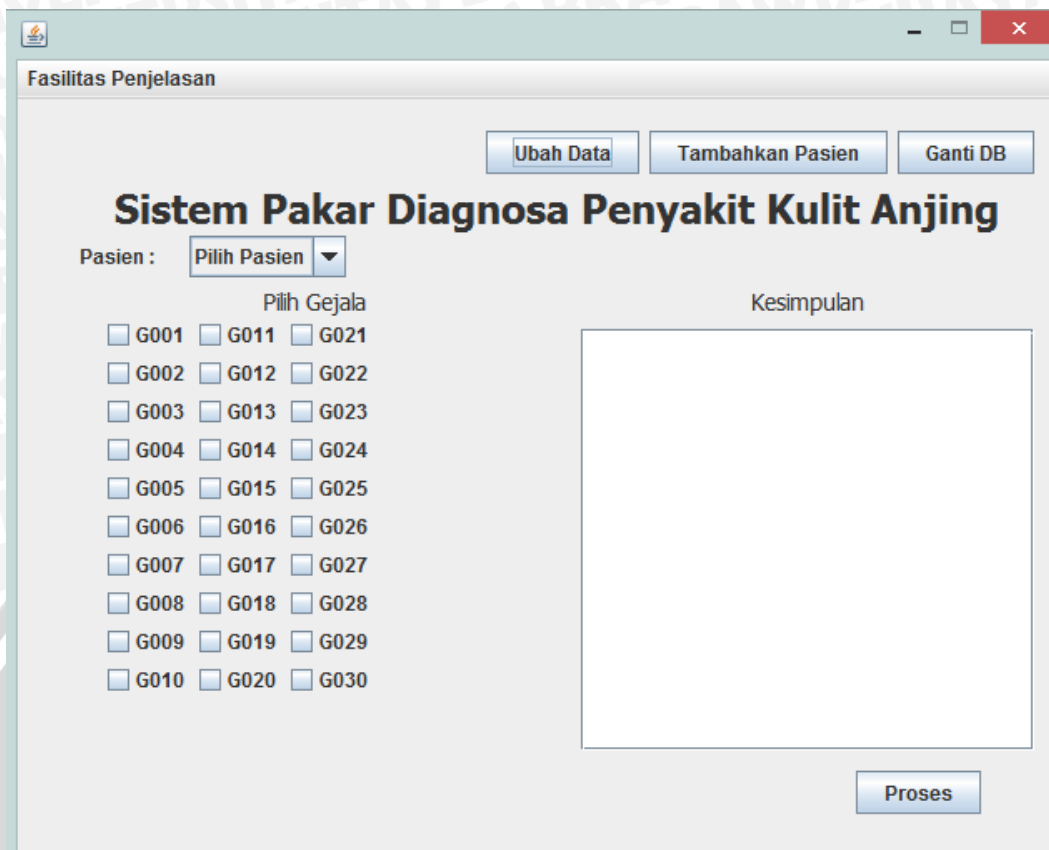 Fasilitas Penjelasan
Ubah Data Tambahkan Pasien Ganti DB
Sistem Pakar Diagnosa Penyakit Kulit Anjing
Pasien : Pilih Pasien
Pilih Gejala Kesimpulan
G001 G011 G021
G002 G012 G022
G003 G013 G023
G004 G014 G024
G005 G015 G025
G006 G016 G026
G007 G017 G027
G008 G018 G028
G009 G019 G029
G010 G020 G030
Proses